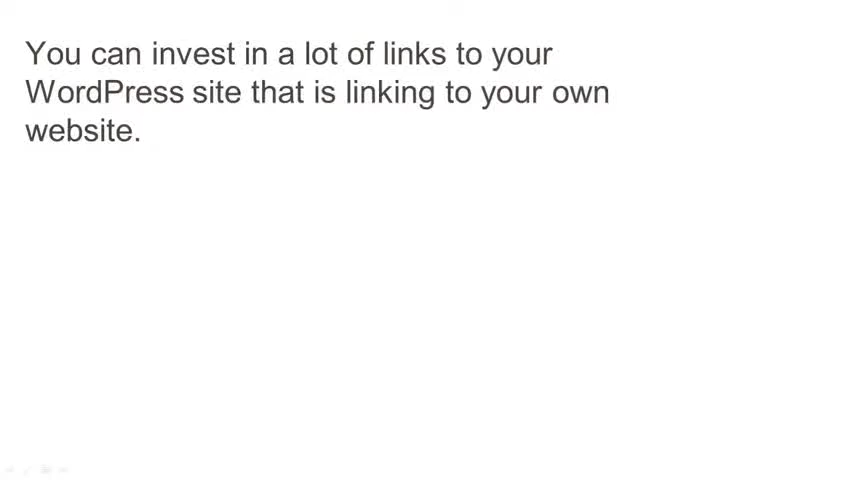 You can invest in a lot of links to your
WordPress site that is linking to your own
website.